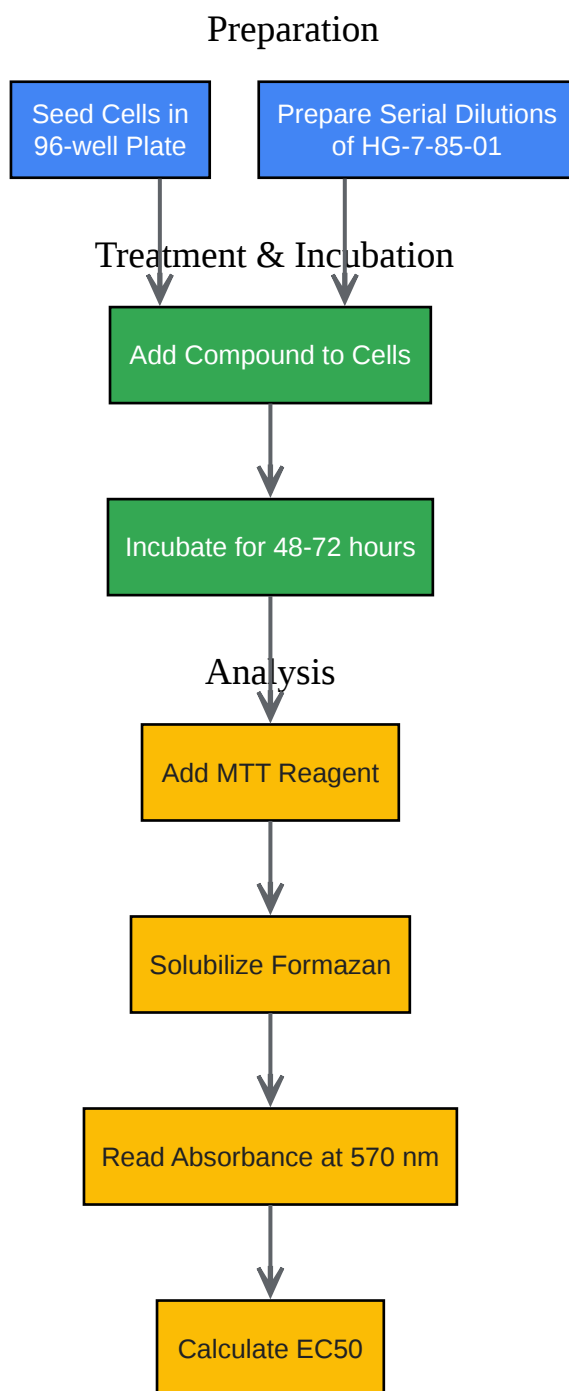 Preparation
Seed Cells in
96-well Plate
Prepare Serial Dilutions
of HG-7-85-01
Treatment & Incubation
Add Compound to Cells
Incubate for 48-72 hours
Analysis
Add MTT Reagent
Solubilize Formazan
Read Absorbance at 570 nm
Calculate EC50